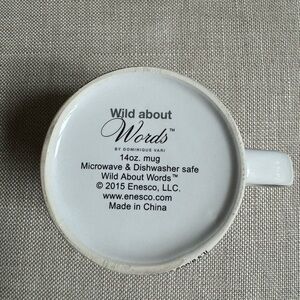 Wild about
Words™
BY DOMINIQUE VARI
14oz. mug
Microwave & Dishwasher safe
Wild About Words™
© 2015 Enesco, LLC.
www.enesco.com
Made in China